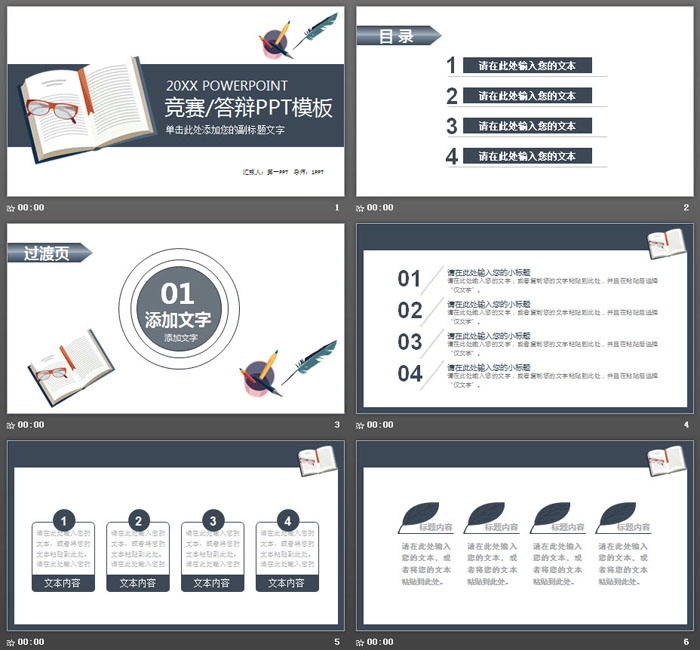 20XX POWERPOINT
竞赛/答辩PPT模板
单击此处添加您的副标题文字
汇报人：第一PPT 导师：1PPT
00:00
1
目 录
1 请在此处输入您的文本
2 请在此处输入您的文本
3 请在此处输入您的文本
4 请在此处输入您的文本
00:00
2
过渡页
01
添加文字
添加文字
00:00
3
01
请在此处输入您的小标题
请在此处输入您的文字，或者复制您的文字粘贴到此处，并且在粘贴后选择
“仅文字”。
02
请在此处输入您的小标题
请在此处输入您的文字，或者复制您的文字粘贴到此处，并且在粘贴后选择
“仅文字”。
03
请在此处输入您的小标题
请在此处输入您的文字，或者复制您的文字粘贴到此处，并且在粘贴后选择
“仅文字”。
04
请在此处输入您的小标题
请在此处输入您的文字，或者复制您的文字粘贴到此处，并且在粘贴后选择
“仅文字”。
00:00
4
1
请在此处输入您的
文本，或者将您的
文本粘贴到此处。
请在此处输入您的
文本内容
2
请在此处输入您的
文本，或者将您的
文本粘贴到此处。
请在此处输入您的
文本内容
3
请在此处输入您的
文本，或者将您的
文本粘贴到此处。
请在此处输入您的
文本内容
4
请在此处输入您的
文本，或者将您的
文本粘贴到此处。
请在此处输入您的
文本内容
00:00
5
标题内容
请在此处输入
您的文本，或
者将您的文本
粘贴到此处。
标题内容
请在此处输入
您的文本，或
者将您的文本
粘贴到此处。
标题内容
请在此处输入
您的文本，或
者将您的文本
粘贴到此处。
标题内容
请在此处输入
您的文本，或
者将您的文本
粘贴到此处。
00:00
6